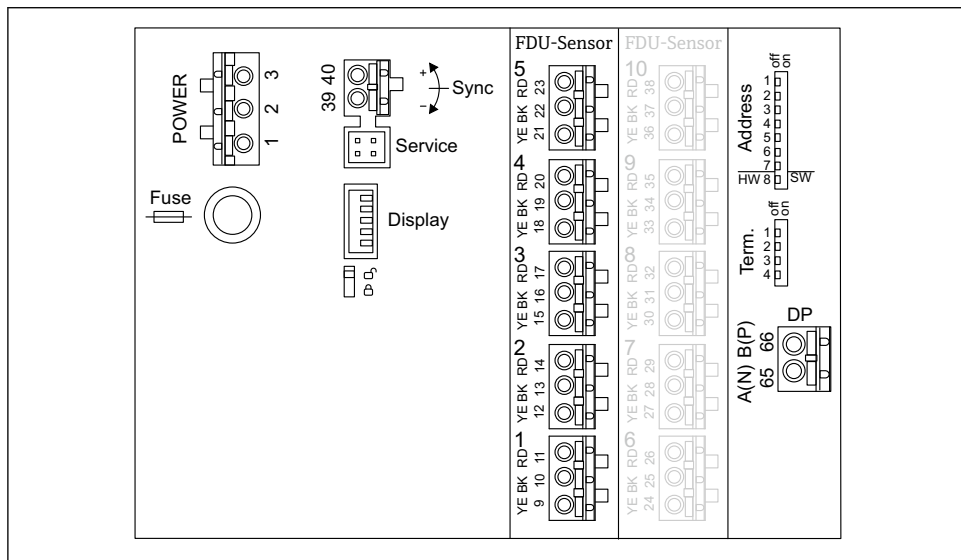 POWER
3
2
1
Fuse
39 40
+
−
Sync
Service
Display
FDU-Sensor
5
YE BK RD
21 22 23
4
YE BK RD
18 19 20
3
YE BK RD
15 16 17
2
YE BK RD
12 13 14
1
YE BK RD
9 10 11
FDU-Sensor
10
YE BK RD
36 37 38
9
YE BK RD
33 34 35
8
YE BK RD
30 31 32
7
YE BK RD
27 28 29
6
YE BK RD
24 25 26
Address
off
on
1
2
3
4
5
6
7
HW 8 SW
Term.
off
on
1
2
3
4
DP
A(N) B(P)
65 66